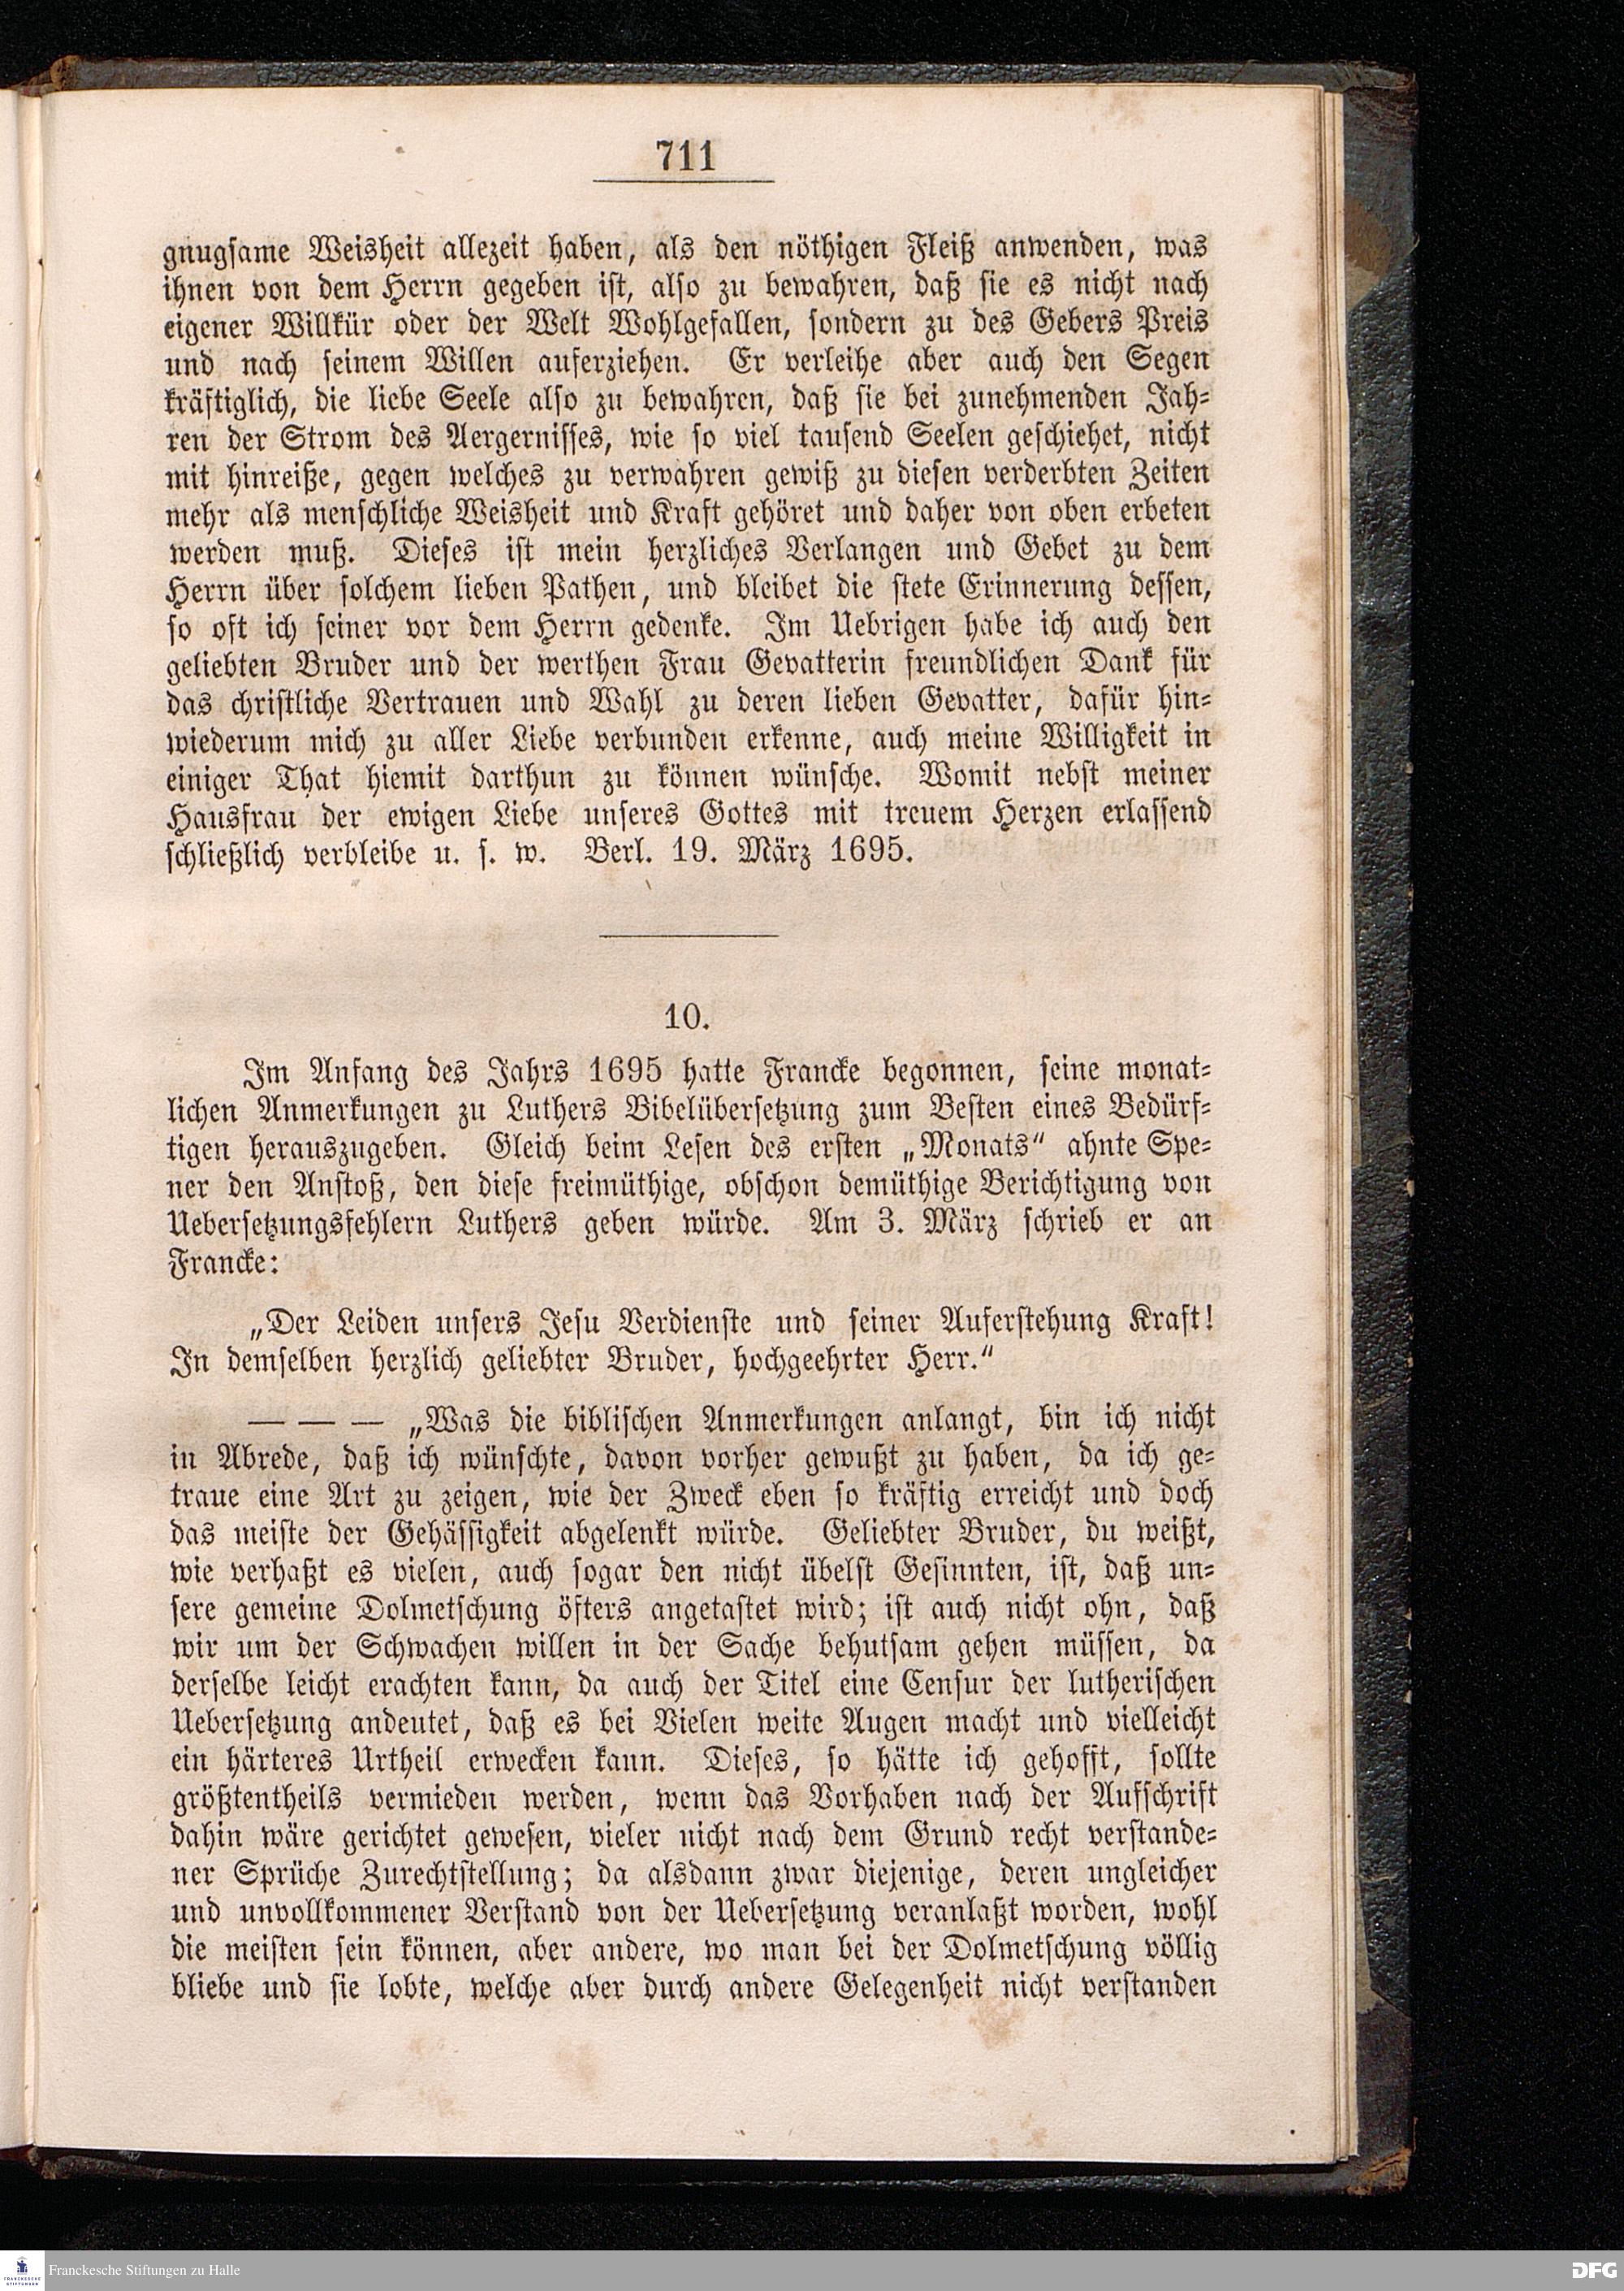 711
gnugsame Weisheit allezeit haben, als den nöthigen Fleiß anwenden, was
ihnen von dem Herrn gegeben ist, also zu bewahren, daß sie es nicht nach
eigener Willkür oder der Welt Wohlgefallen, sondern zu des Gebers Preis
und nach seinem Willen auferziehen. Er verleihe aber auch den Segen
kräftiglich, die liebe Seele also zu bewahren, daß sie bei zunehmenden Jah-
ren der Strom des Aergernisses, wie so viel tausend Seelen geschiehet, nicht
mit hinreiße, gegen welches zu verwahren gewiß zu diesen verderbten Zeiten
mehr als menschliche Weisheit und Kraft gehöret und daher von oben erbeten
werden muß. Dieses ist mein herzliches Verlangen und Gebet zu dem
Herrn über solchem lieben Pathen, und bleibet die stete Erinnerung dessen,
so oft ich seiner vor dem Herrn gedenke. Im Uebrigen habe ich auch den
geliebten Bruder und der werthen Frau Gevatterin freundlichen Dank für
das christliche Vertrauen und Wahl zu deren lieben Gevatter, dafür hin-
wiederum mich zu aller Liebe verbunden erkenne, auch meine Willigkeit in
einiger That hiemit darthun zu können wünsche. Womit nebst meiner
Hausfrau der ewigen Liebe unseres Gottes mit treuem Herzen erlassend
schließlich verbleibe u. s. w. Berl. 19. März 1695.
10.
Im Anfang des Jahrs 1695 hatte Francke begonnen, seine monat-
lichen Anmerkungen zu Luthers Bibelübersetzung zum Besten eines Bedürf-
tigen herauszugeben. Gleich beim Lesen des ersten „Monats“ ahnte Spe-
ner den Anstoß, den diese freimüthige, obschon demüthige Berichtigung von
Uebersetzungsfehlern Luthers geben würde. Am 3. März schrieb er an
Francke:
„Der Leiden unsers Jesu Verdienste und seiner Auferstehung Kraft!
In demselben herzlich geliebter Bruder, hochgeehrter Herr.“
— — — „Was die biblischen Anmerkungen anlangt, bin ich nicht
in Abrede, daß ich wünschte, davon vorher gewußt zu haben, da ich ge-
traue eine Art zu zeigen, wie der Zweck eben so kräftig erreicht und doch
das meiste der Gehässigkeit abgelenkt würde. Geliebter Bruder, du weißt,
wie verhaßt es vielen, auch sogar den nicht übelst Gesinnten, ist, daß un-
sere gemeine Dolmetschung öfters angetastet wird; ist auch nicht ohn, daß
wir um der Schwachen willen in der Sache behutsam gehen müssen, da
derselbe leicht erachten kann, da auch der Titel eine Censur der lutherischen
Uebersetzung andeutet, daß es bei Vielen weite Augen macht und vielleicht
ein härteres Urtheil erwecken kann. Dieses, so hätte ich gehofft, sollte
größtentheils vermieden werden, wenn das Vorhaben nach der Aufschrift
dahin wäre gerichtet gewesen, vieler nicht nach dem Grund recht verstande-
ner Sprüche Zurechtstellung; da alsdann zwar diejenige, deren ungleicher
und unvollkommener Verstand von der Uebersetzung veranlaßt worden, wohl
die meisten sein können, aber andere, wo man bei der Dolmetschung völlig
bliebe und sie lobte, welche aber durch andere Gelegenheit nicht verstanden
FRANCKESCHE
STIFTUNGEN
Franckesche Stiftungen zu Halle
DFG